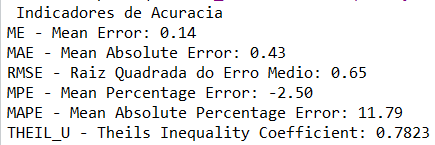 Indicadores de Acuracia
ME - Mean Error: 0.14
MAE - Mean Absolute Error: 0.43
RMSE - Raiz Quadrada do Erro Medio: 0.65
MPE - Mean Percentage Error: -2.50
MAPE - Mean Absolute Percentage Error: 11.79
THEIL_U - Theils Inequality Coefficient: 0.7823